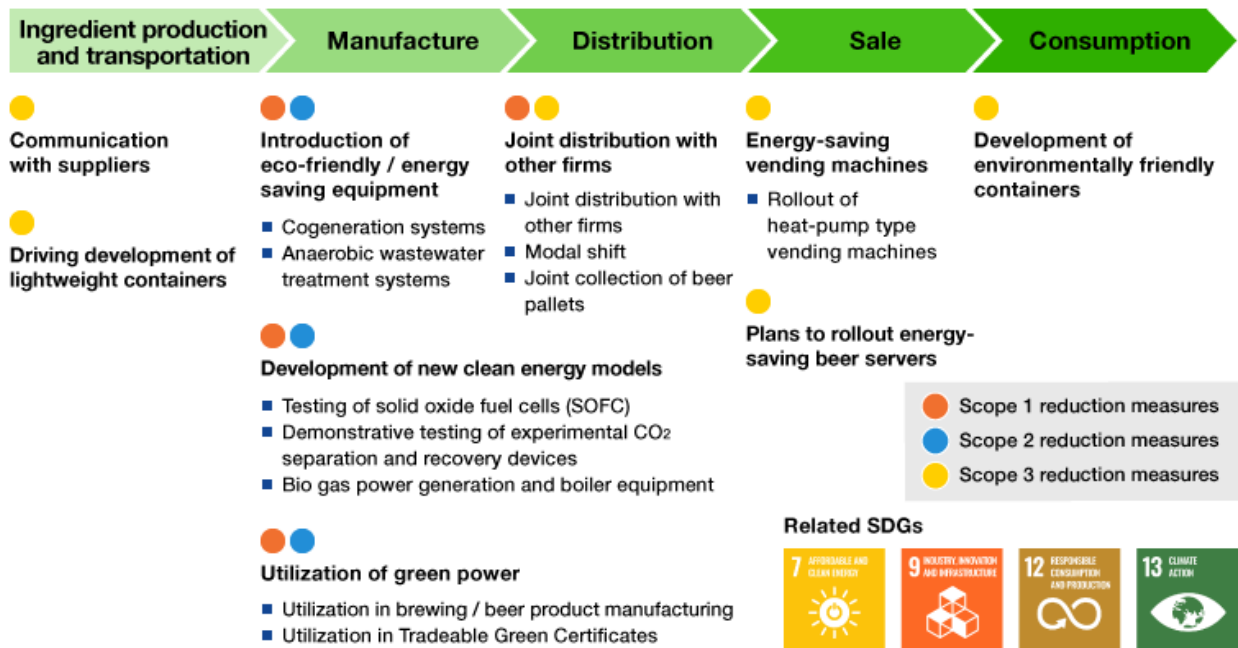 Ingredient production
and transportation
Manufacture
Distribution
Sale
Consumption
Communication
with suppliers
Driving development of
lightweight containers
Introduction of
eco-friendly / energy
saving equipment
■ Cogeneration systems
■ Anaerobic wastewater
treatment systems
Development of new clean energy models
■ Testing of solid oxide fuel cells (SOFC)
■ Demonstrative testing of experimental CO₂
separation and recovery devices
■ Bio gas power generation and boiler equipment
Utilization of green power
■ Utilization in brewing / beer product manufacturing
■ Utilization in Tradeable Green Certificates
Joint distribution with
other firms
■ Joint distribution with
other firms
■ Modal shift
■ Joint collection of beer
pallets
Energy-saving
vending machines
■ Rollout of
heat-pump type
vending machines
Plans to rollout energy-
saving beer servers
Development of
environmentally friendly
containers
Scope 1 reduction measures
Scope 2 reduction measures
Scope 3 reduction measures
Related SDGs
7 AFFORDABLE AND
CLEAN ENERGY
9 INDUSTRY, INNOVATION
AND INFRASTRUCTURE
12 RESPONSIBLE
CONSUMPTION
AND PRODUCTION
13 CLIMATE
ACTION